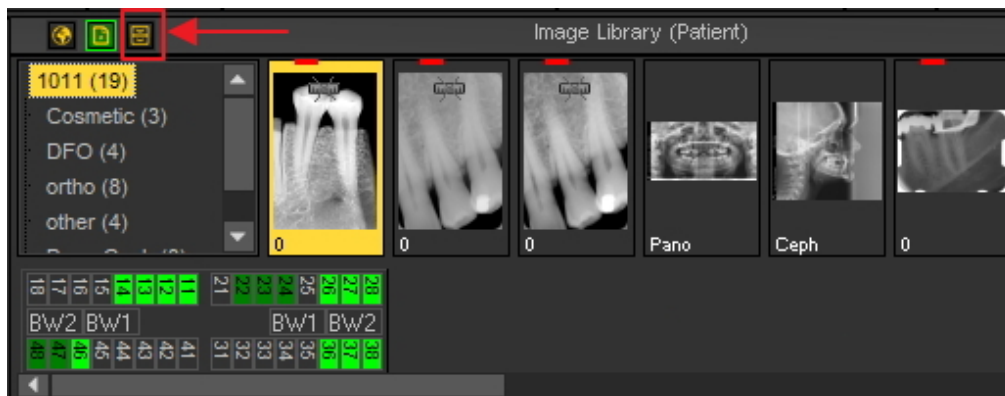 Image Library (Patient)
1011 (19)
Cosmetic (3)
DFO (4)
ortho (8)
other (4)
0
0
0
Pano
Ceph
0
18 17 16 15 14 13 12 11 21 22 23 24 25 26 27 28
BW2 BW1 BW1 BW2
48 47 46 45 44 43 42 41 31 32 33 34 35 36 37 38